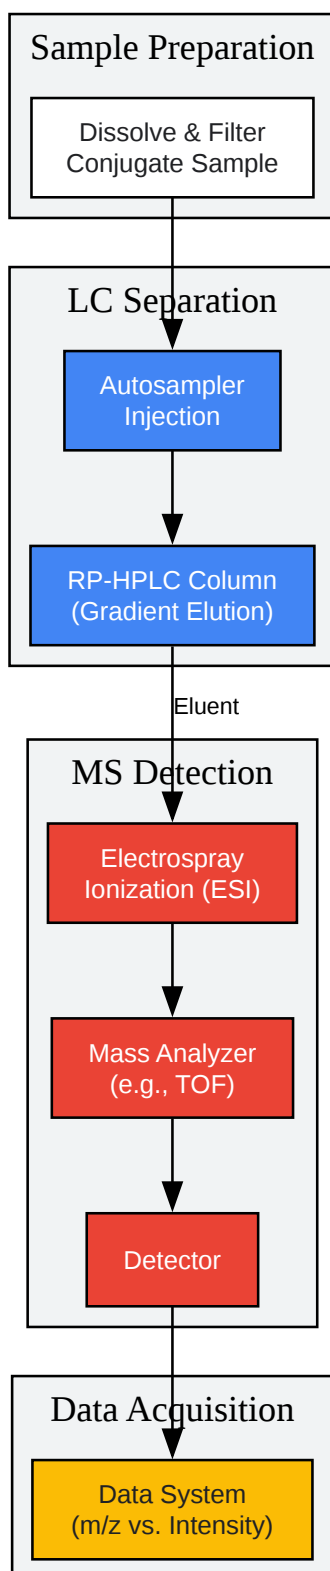 Sample Preparation
Dissolve & Filter
Conjugate Sample
LC Separation
Autosampler
Injection
RP-HPLC Column
(Gradient Elution)
Eluent
MS Detection
Electrospray
Ionization (ESI)
Mass Analyzer
(e.g., TOF)
Detector
Data Acquisition
Data System
(m/z vs. Intensity)